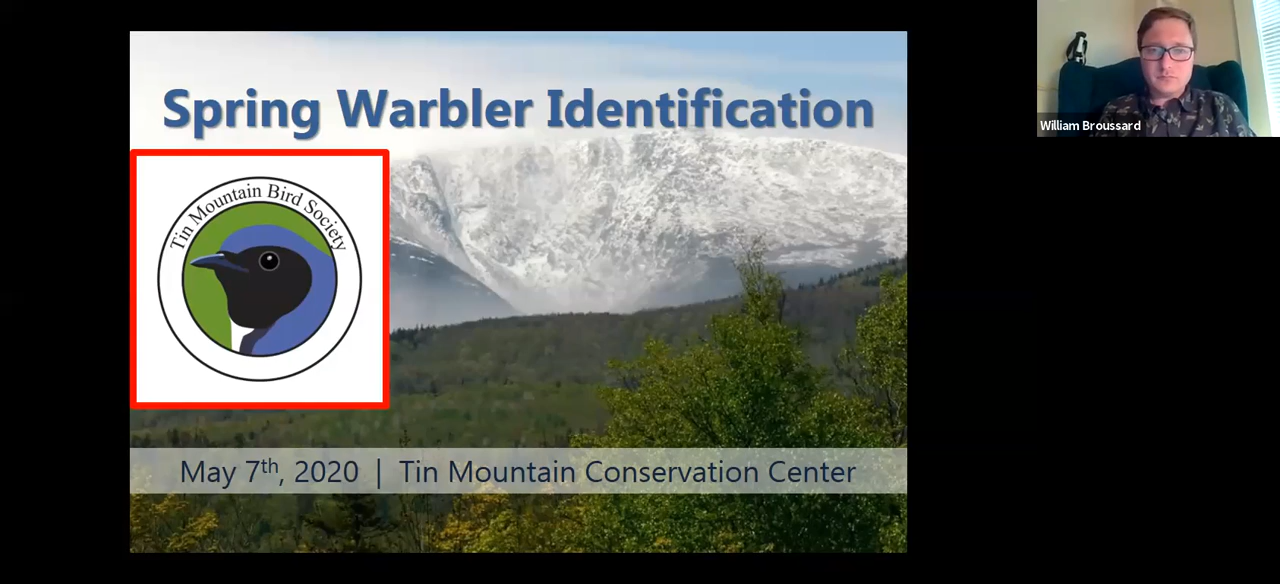 Spring Warbler Identification
Tin Mountain Bird Society
May 7th, 2020 | Tin Mountain Conservation Center
William Broussard